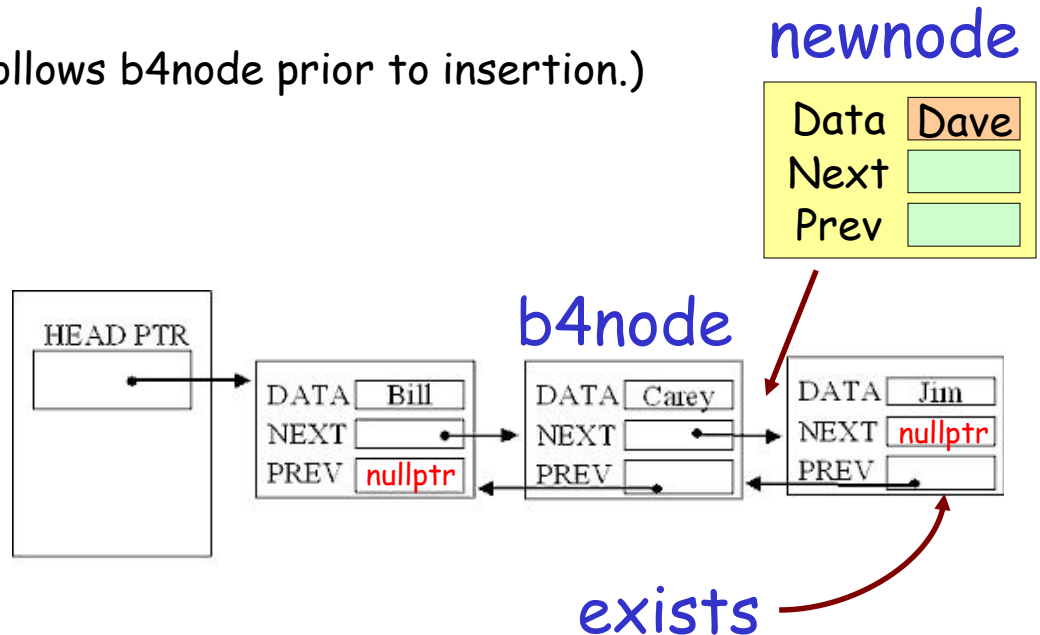 newnode
ollows b4node prior to insertion.)
Data Dave
Next
Prev
b4node
HEAD PTR
DATA Bill
NEXT
PREV nullptr
DATA Carey
NEXT
PREV
DATA Jim
NEXT nullptr
PREV
exists